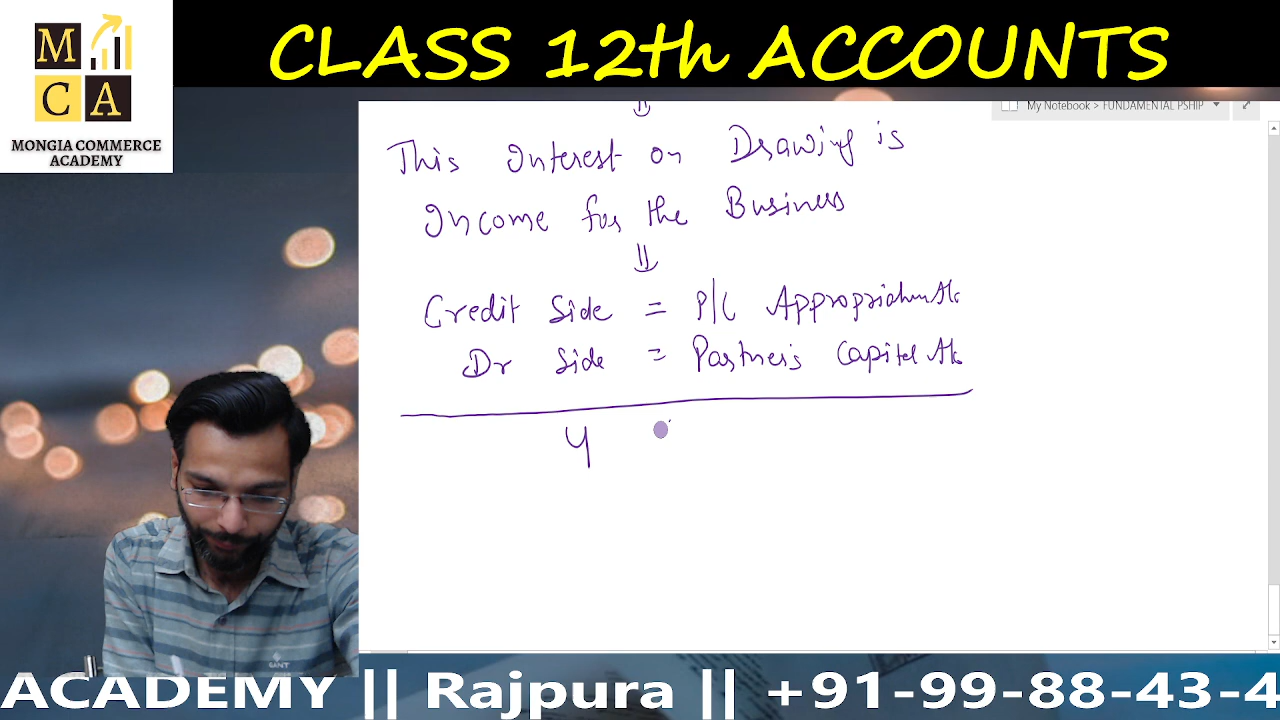 CLASS 12th ACCOUNTS
M
C A
MONGIA COMMERCE
ACADEMY
My Notebook > FUNDAMENTAL PSHIP
This Interest on Drawing is
Income for the Business
Credit Side = P/L Appropriation A/c
Dr Side = Partner's Capital A/c
4
GANT
ACADEMY || Rajpura || +91-99-88-43-4